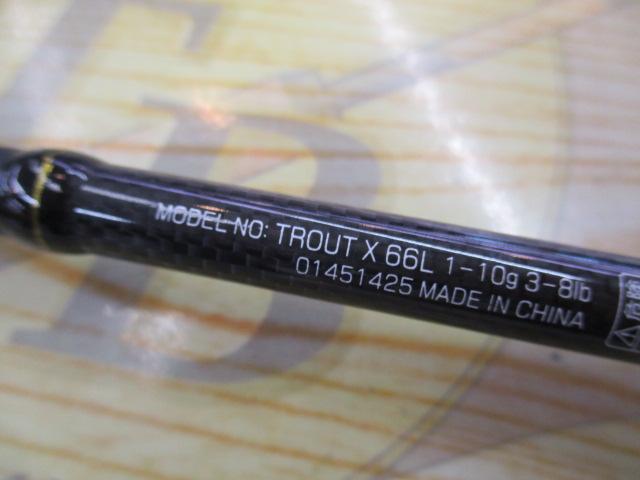 MODEL NO: TROUT X 66L 1-10g 3-8lb
01451425 MADE IN CHINA